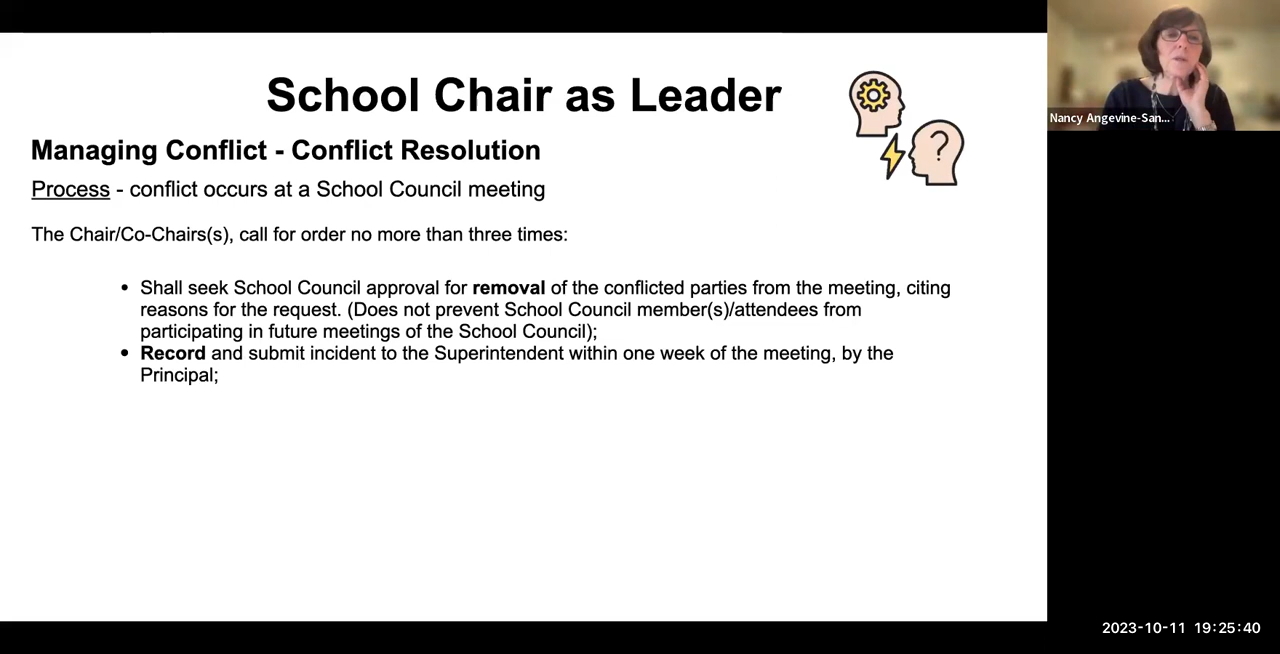 School Chair as Leader
Managing Conflict - Conflict Resolution
Process - conflict occurs at a School Council meeting
The Chair/Co-Chairs(s), call for order no more than three times:
• Shall seek School Council approval for removal of the conflicted parties from the meeting, citing
reasons for the request. (Does not prevent School Council member(s)/attendees from
participating in future meetings of the School Council);
• Record and submit incident to the Superintendent within one week of the meeting, by the
Principal;
?
Nancy Angevine-San...
2023-10-11 19:25:40